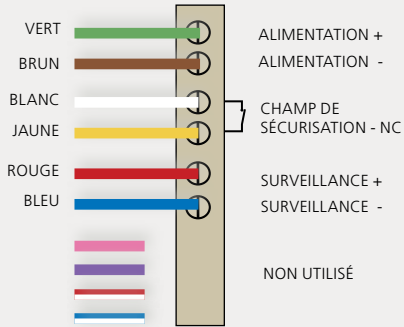 VERT
ALIMENTATION +
BRUN
ALIMENTATION -
BLANC
CHAMP DE
SÉCURISATION - NC
JAUNE
ROUGE
SURVEILLANCE +
BLEU
SURVEILLANCE -
NON UTILISÉ